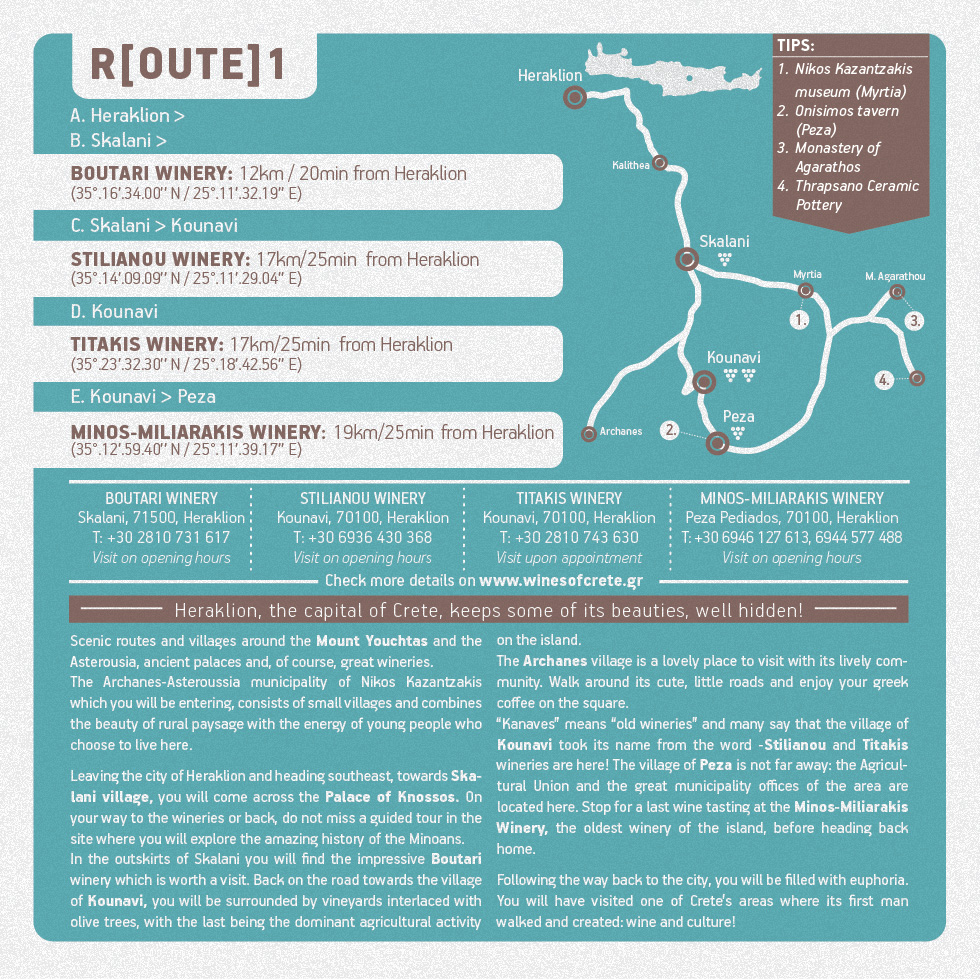 R[OUTE]1
A. Heraklion >
B. Skalani >
BOUTARI WINERY: 12km / 20min from Heraklion
(35°.16'.34.00'' N / 25°.11'.32.19'' E)
C. Skalani > Kounavi
STILIANOU WINERY: 17km/25min from Heraklion
(35°.14'.09.09'' N / 25°.11'.29.04'' E)
D. Kounavi
TITAKIS WINERY: 17km/25min from Heraklion
(35°.23'.32.30'' N / 25°.18'.42.56'' E)
E. Kounavi > Peza
MINOS-MILIARAKIS WINERY: 19km/25min from Heraklion
(35°.12'.59.40'' N / 25°.11'.39.17'' E)
Heraklion
Kalithea
Skalani
Myrtia
M. Agarathou
1.
3.
Kounavi
4.
Peza
2.
Archanes
TIPS:
1. Nikos Kazantzakis
museum (Myrtia)
2. Onisimos tavern
(Peza)
3. Monastery of
Agarathos
4. Thrapsano Ceramic
Pottery
BOUTARI WINERY
Skalani, 71500, Heraklion
T: +30 2810 731 617
Visit on opening hours
STILIANOU WINERY
Kounavi, 70100, Heraklion
T: +30 6936 430 368
Visit on opening hours
TITAKIS WINERY
Kounavi, 70100, Heraklion
T: +30 2810 743 630
Visit upon appointment
MINOS-MILIARAKIS WINERY
Peza Pediados, 70100, Heraklion
T: +30 6946 127 613, 6944 577 488
Visit on opening hours
Check more details on www.winesofcrete.gr
Heraklion, the capital of Crete, keeps some of its beauties, well hidden!
Scenic routes and villages around the Mount Youchtas and the
Asterousia, ancient palaces and, of course, great wineries.
The Archanes-Asteroussia municipality of Nikos Kazantzakis
which you will be entering, consists of small villages and combines
the beauty of rural paysage with the energy of young people who
choose to live here.
Leaving the city of Heraklion and heading southeast, towards Ska-
lani village, you will come across the Palace of Knossos. On
your way to the wineries or back, do not miss a guided tour in the
site where you will explore the amazing history of the Minoans.
In the outskirts of Skalani you will find the impressive Boutari
winery which is worth a visit. Back on the road towards the village
of Kounavi, you will be surrounded by vineyards interlaced with
olive trees, with the last being the dominant agricultural activity
on the island.
The Archanes village is a lovely place to visit with its lively com-
munity. Walk around its cute, little roads and enjoy your greek
coffee on the square.
“Kanaves” means “old wineries” and many say that the village of
Kounavi took its name from the word -Stilianou and Titakis
wineries are here! The village of Peza is not far away: the Agricul-
tural Union and the great municipality offices of the area are
located here. Stop for a last wine tasting at the Minos-Miliarakis
Winery, the oldest winery of the island, before heading back
home.
Following the way back to the city, you will be filled with euphoria.
You will have visited one of Crete's areas where its first man
walked and created: wine and culture!